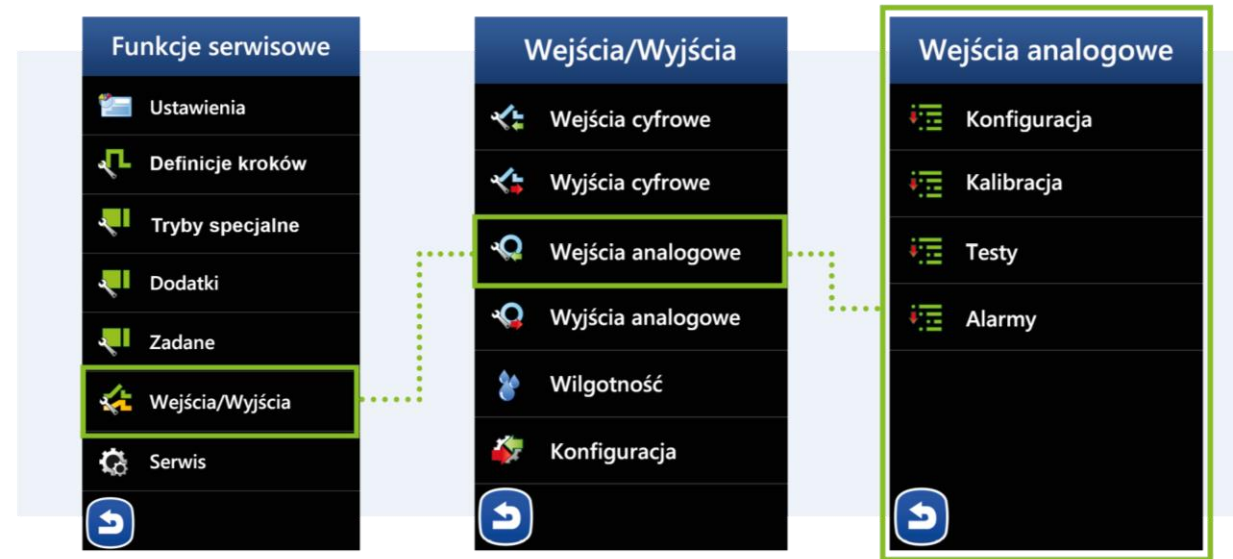 Funkcje serwisowe
Ustawienia
Definicje kroków
Tryby specjalne
Dodatki
Zadane
Wejścia/Wyjścia
Serwis
Wejścia/Wyjścia
Wejścia cyfrowe
Wyjścia cyfrowe
Wejścia analogowe
Wyjścia analogowe
Wilgotność
Konfiguracja
Wejścia analogowe
Konfiguracja
Kalibracja
Testy
Alarmy